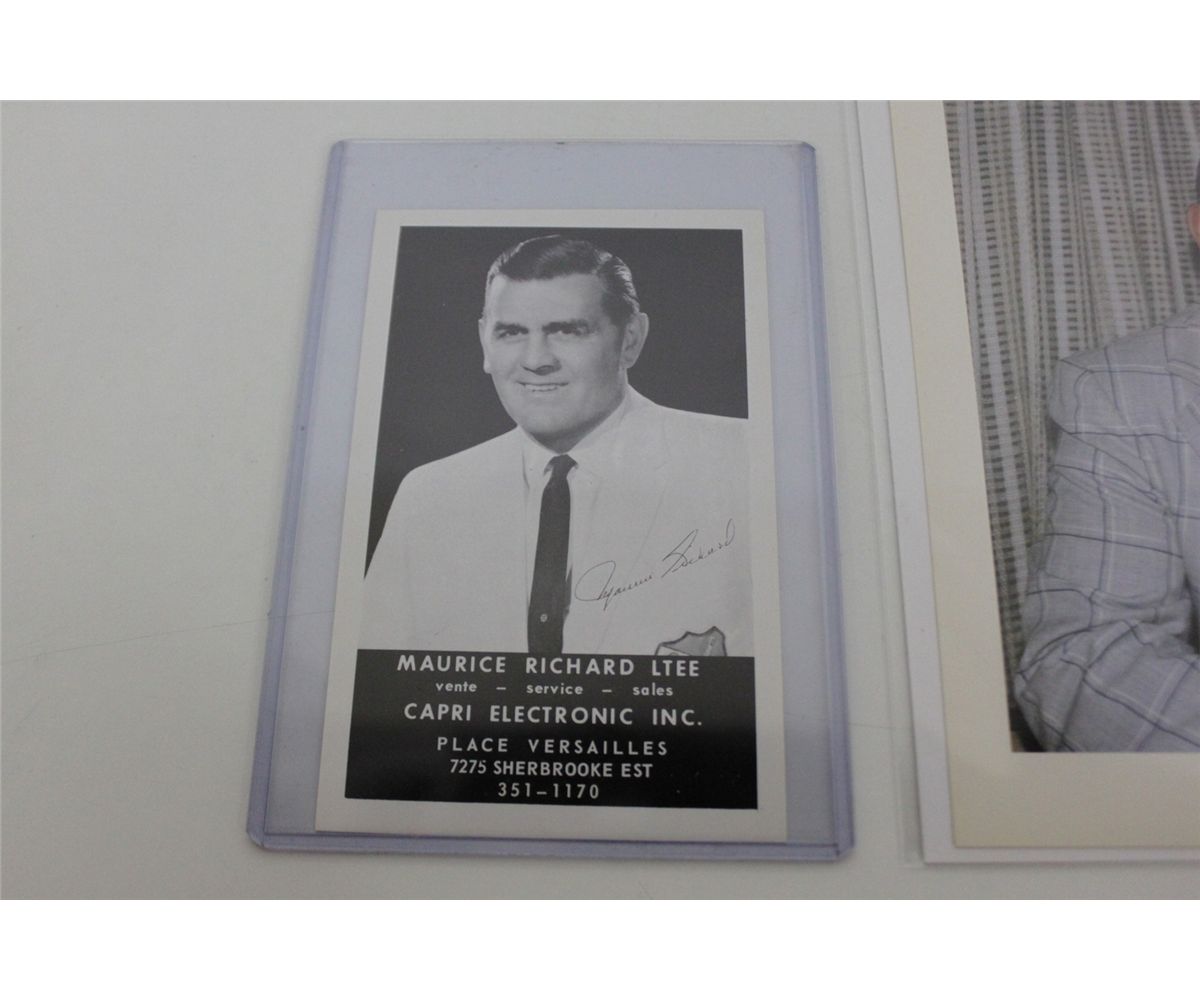 Maurice Richard
MAURICE RICHARD LTEE
vente – service – sales
CAPRI ELECTRONIC INC.
PLACE VERSAILLES
7275 SHERBROOKE EST
351–1170